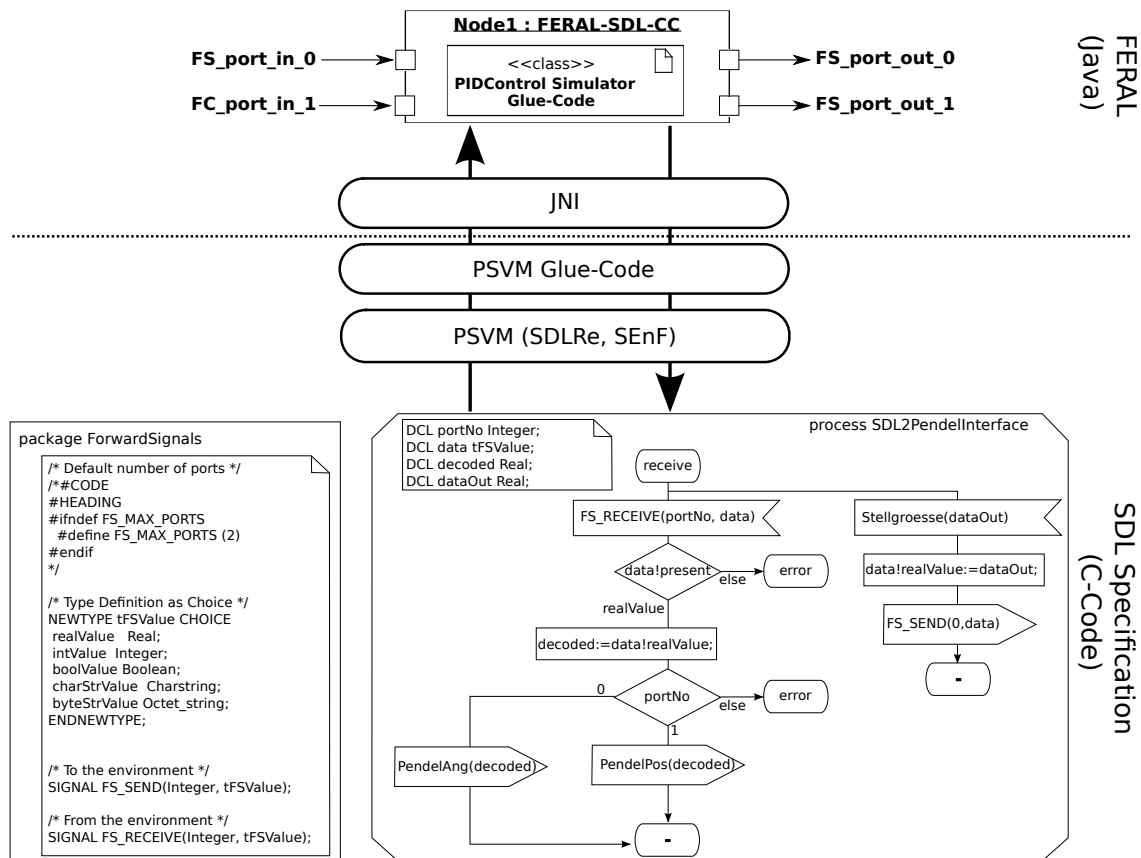 Node1 : FERAL-SDL-CC
<<class>>
PIDControl Simulator
Glue-Code
FS_port_in_0
FC_port_in_1
FS_port_out_0
FS_port_out_1
FERAL
(Java)
JNI
PSVM Glue-Code
PSVM (SDLRe, SEnF)
package ForwardSignals
/* Default number of ports */
/*#CODE
#HEADING
#ifndef FS_MAX_PORTS
#define FS_MAX_PORTS (2)
#endif
*/
/* Type Definition as Choice */
NEWTYPE tFSValue CHOICE
realValue Real;
intValue Integer;
boolValue Boolean;
charStrValue Charstring;
byteStrValue Octet_string;
ENDNEWTYPE;
/* To the environment */
SIGNAL FS_SEND(Integer, tFSValue);
/* From the environment */
SIGNAL FS_RECEIVE(Integer, tFSValue);
DCL portNo Integer;
DCL data tFSValue;
DCL decoded Real;
DCL dataOut Real;
process SDL2PendelInterface
receive
FS_RECEIVE(portNo, data)
data!present
else
error
realValue
decoded:=data!realValue;
portNo
0
else
error
1
PendelAng(decoded)
PendelPos(decoded)
-
Stellgroesse(dataOut)
data!realValue:=dataOut;
FS_SEND(0,data)
-
SDL Specification
(C-Code)